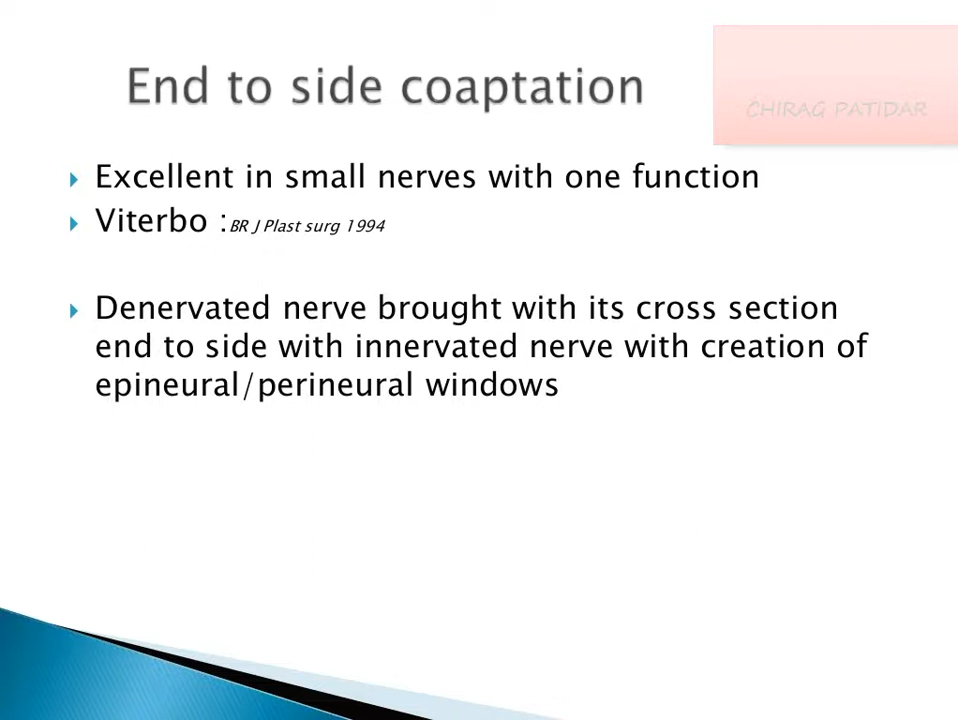 End to side coaptation
CHIRAG PATIDAR
Excellent in small nerves with one function
Viterbo :BR J Plast surg 1994
Denervated nerve brought with its cross section
end to side with innervated nerve with creation of
epineural/perineural windows